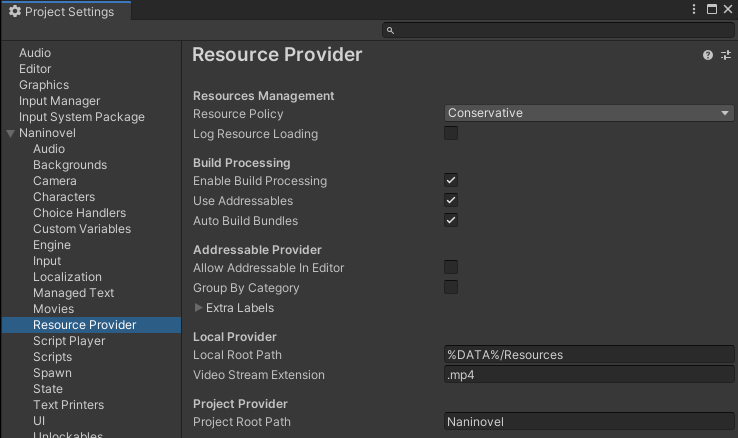 Project Settings
Audio
Editor
Graphics
Input Manager
Input System Package
Naninovel
Audio
Backgrounds
Camera
Characters
Choice Handlers
Custom Variables
Engine
Input
Localization
Managed Text
Movies
Resource Provider
Script Player
Scripts
Spawn
State
Text Printers
UI
Unlockables
Resource Provider
Resources Management
Resource Policy Conservative
Log Resource Loading
Build Processing
Enable Build Processing
Use Addressables
Auto Build Bundles
Addressable Provider
Allow Addressable In Editor
Group By Category
Extra Labels
Local Provider
Local Root Path %DATA%/Resources
Video Stream Extension .mp4
Project Provider
Project Root Path Naninovel